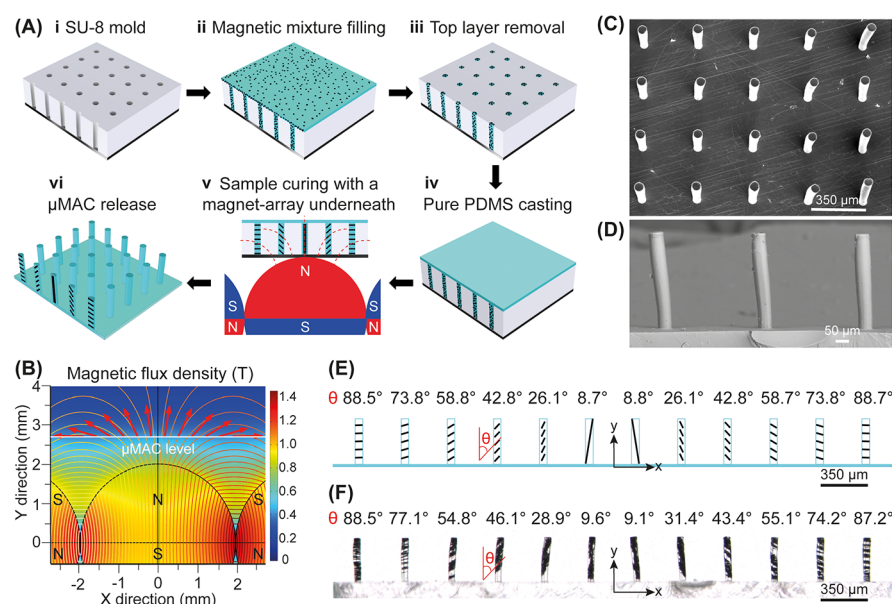 (A) i SU-8 mold
ii Magnetic mixture filling
iii Top layer removal
vi
µMAC release
v Sample curing with a
magnet-array underneath
iv
Pure PDMS casting
N
S S
N S N
(B) Magnetic flux density (T)
Y direction (mm)
4
3
2
1
0
µMAC level
S N S
N S N
-2 -1 0 1 2
X direction (mm)
1.4
1.2
1.0
0.8
0.6
0.4
0.2
0
(C)
350 µm
(D)
50 µm
(E)
θ 88.5° 73.8° 58.8° 42.8° 26.1° 8.7° 8.8° 26.1° 42.8° 58.7° 73.8° 88.7°
θ
y
x
350 µm
(F)
θ 88.5° 77.1° 54.8° 46.1° 28.9° 9.6° 9.1° 31.4° 43.4° 55.1° 74.2° 87.2°
θ
y
x
350 µm